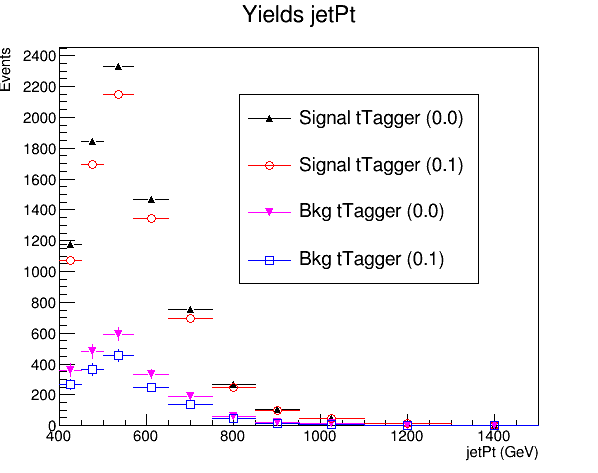 Yields jetPt
Events
2400
2200
2000
1800
1600
1400
1200
1000
800
600
400
200
0
Signal tTagger (0.0)
Signal tTagger (0.1)
Bkg tTagger (0.0)
Bkg tTagger (0.1)
400 600 800 1000 1200 1400
jetPt (GeV)